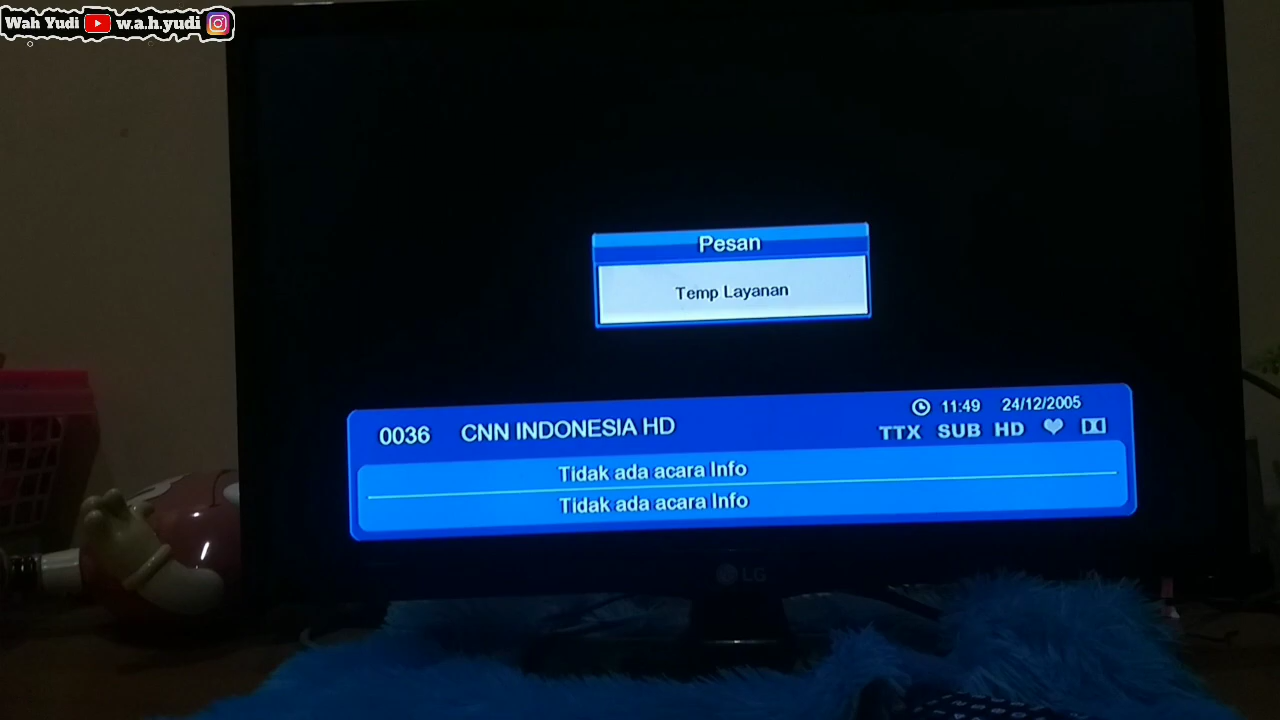 Wah Yudi w.a.h.yudi
Pesan
Temp Layanan
0036 CNN INDONESIA HD
11:49 24/12/2005
TTX SUB HD
Tidak ada acara Info
Tidak ada acara Info
LG